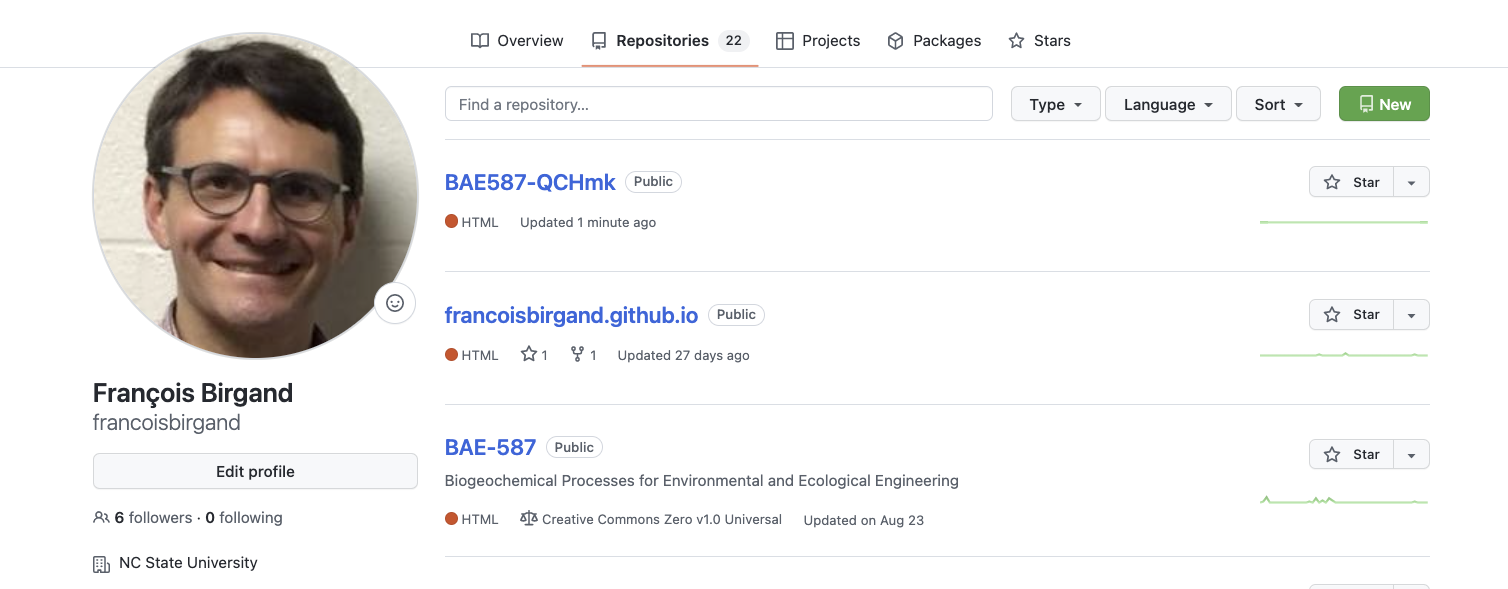 Overview Repositories 22 Projects Packages Stars
Find a repository... Type Language Sort New
BAE587-QCHmk Public Star
HTML Updated 1 minute ago
francoisbirgand.github.io Public Star
HTML 1 1 Updated 27 days ago
BAE-587 Public Star
Biogeochemical Processes for Environmental and Ecological Engineering
HTML Creative Commons Zero v1.0 Universal Updated on Aug 23
François Birgand
francoisbirgand
Edit profile
6 followers · 0 following
NC State University